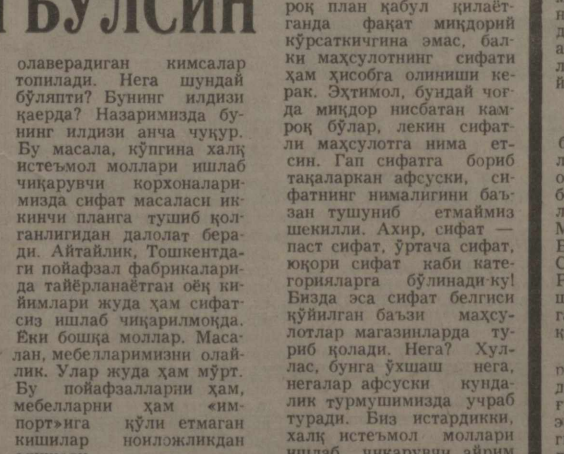 БЎЛСИН
олаверадиган кимсалар
топилади. Нега шундай
бўляпти? Бунинг илдизи
қаерда? Назаримизда бу-
нинг илдизи анча чуқур.
Бу масала, кўпгина халқ
истеъмол моллари ишлаб
чиқарувчи корхоналари-
мизда сифат масаласи ик-
кинчи планга тушиб қол-
ганлигидан далолат бера-
ди. Айтайлик, Тошкентда-
ги пойафзал фабрикалари-
да тайёрланаётган оёқ ки-
йимлари жуда ҳам сифат-
сиз ишлаб чиқарилмоқда.
Ёки бошқа моллар. Маса-
лан, мебелларимизни олай-
лик. Улар жуда ҳам мўрт.
Бу пойафзалларни ҳам,
мебелларни ҳам «им-
порт»ига қўли етмаган
кишилар ноиложликдан
роқ план қабул қилаёт-
ганда фақат миқдорий
кўрсаткичгина эмас, бал-
ки маҳсулотнинг сифати
ҳам ҳисобга олиниши ке-
рак. Эҳтимол, бундай чоғ-
да миқдор нисбатан кам-
роқ бўлар, лекин сифат-
ли маҳсулотга нима ет-
син. Гап сифатга бориб
тақаларкан афсуски, си-
фатнинг нималигини баъ-
зан тушуниб етмаймиз
шекилли. Ахир, сифат —
паст сифат, ўртача сифат,
юқори сифат каби кате-
горияларга бўлинади-ку!
Бизда эса сифат белгиси
қўйилган баъзи маҳсу-
лотлар магазинларда ту-
риб қолади. Нега? Хул-
лас, бунга ўхшаш нега,
негалар афсуски кунда-
лик турмушимизда учраб
туради. Биз истардикки,
халқ истеъмол моллари
ишлаб чиқарувчи айрим